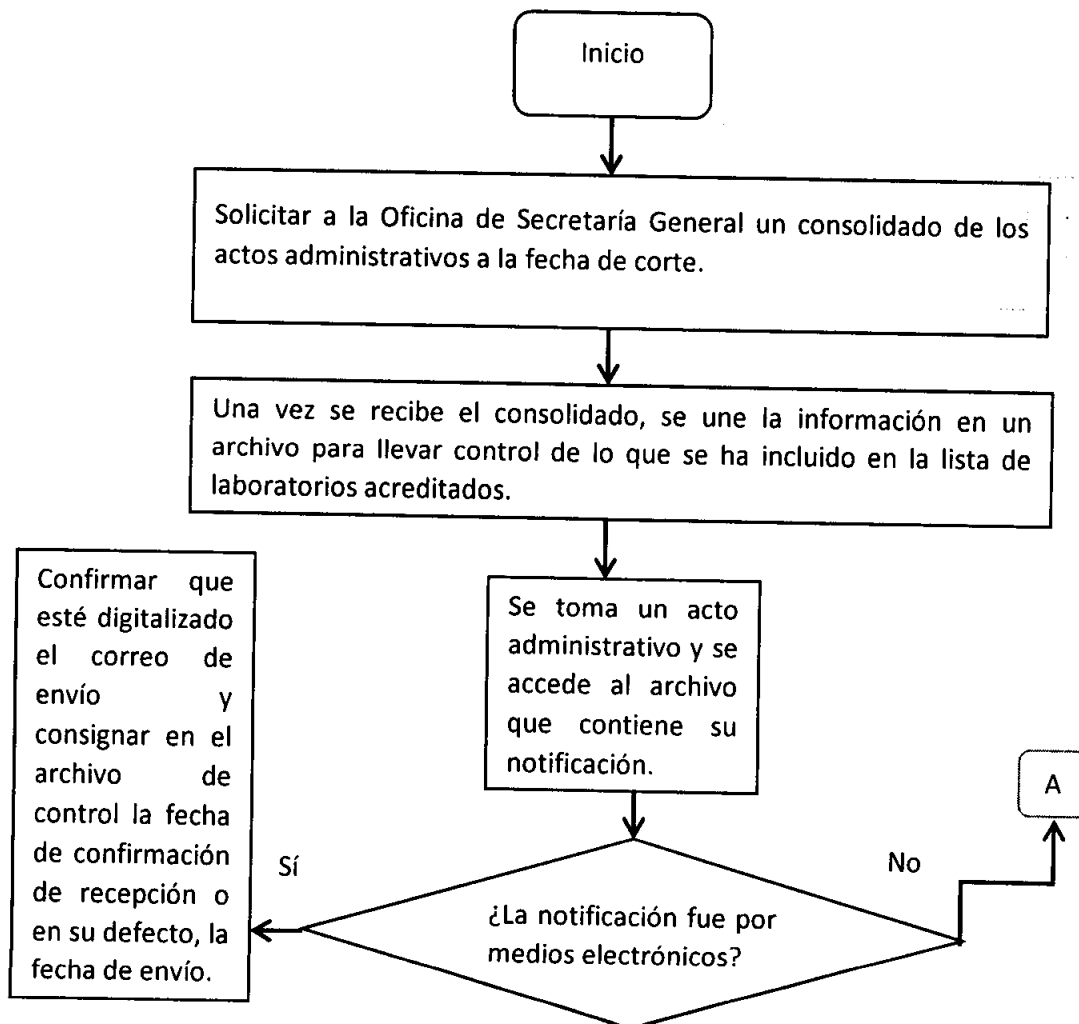 Inicio
Solicitar a la Oficina de Secretaría General un consolidado de los
actos administrativos a la fecha de corte.
Una vez se recibe el consolidado, se une la información en un
archivo para llevar control de lo que se ha incluido en la lista de
laboratorios acreditados.
Se toma un acto
administrativo y se
accede al archivo
que contiene su
notificación.
¿La notificación fue por
medios electrónicos?
Sí
Confirmar que
esté digitalizado
el correo de
envío y
consignar en el
archivo de
control la fecha
de confirmación
de recepción o
en su defecto, la
fecha de envío.
No
A